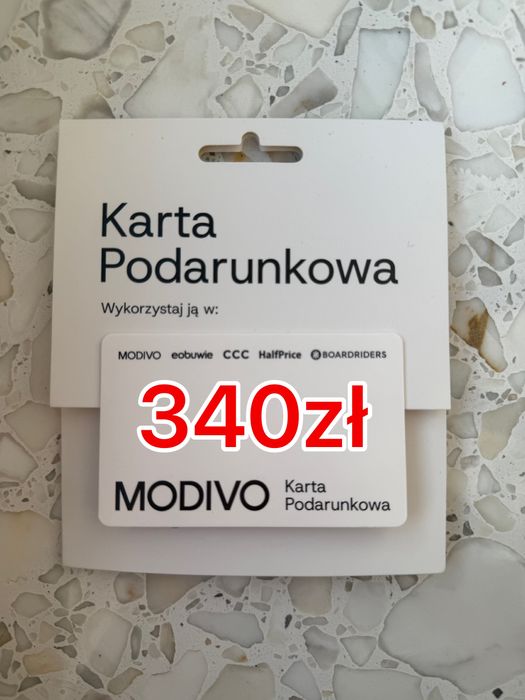 Karta
Podarunkowa
Wykorzystaj ją w:
MODIVO eobuwie CCC HalfPrice BOARDRIDERS
340zł
MODIVO Karta
Podarunkowa